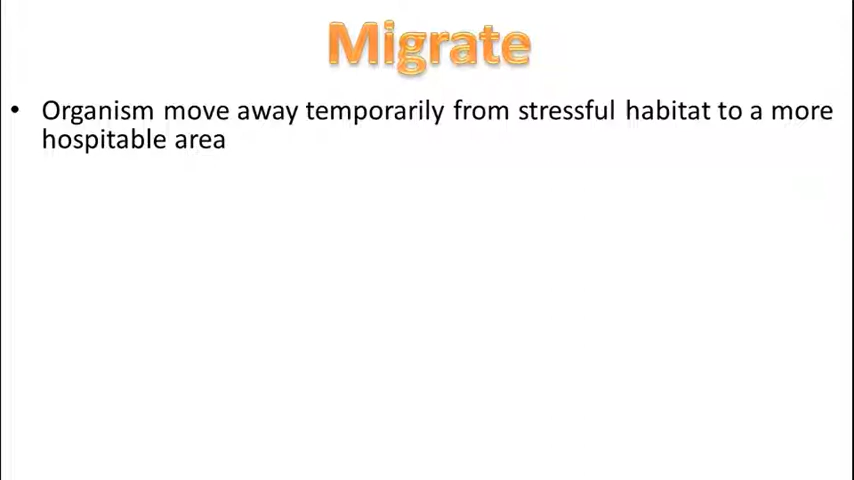 Migrate
• Organism move away temporarily from stressful habitat to a more
hospitable area